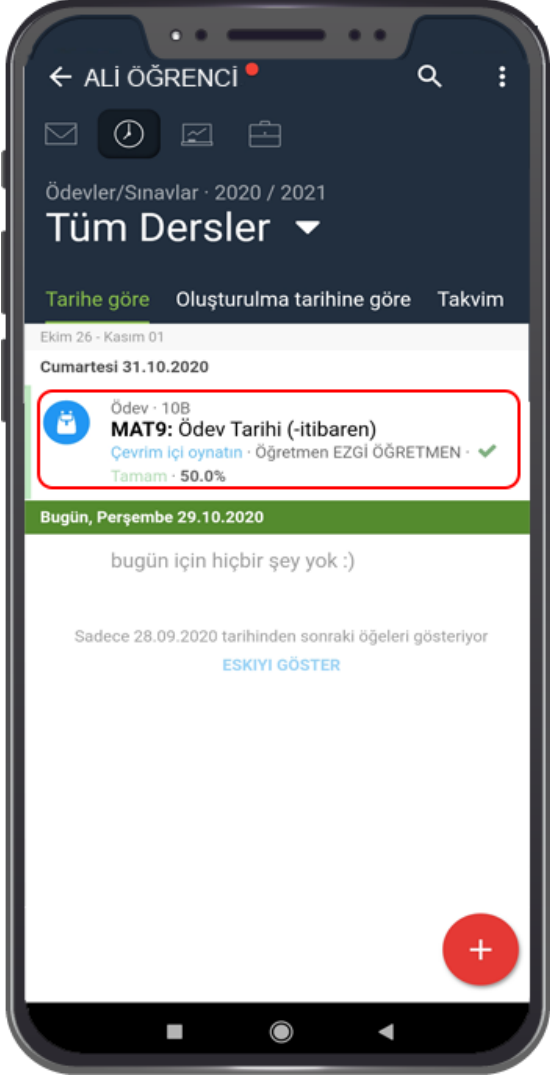 ALİ ÖĞRENCİ
Ödevler/Sınavlar · 2020 / 2021
Tüm Dersler
Tarihe göre Oluşturulma tarihine göre Takvim
Ekim 26 - Kasım 01
Cumartesi 31.10.2020
Ödev · 10B
MAT9: Ödev Tarihi (-itibaren)
Çevrim içi oynatın · Öğretmen EZGİ ÖĞRETMEN ·
Tamam · 50.0%
Bugün, Perşembe 29.10.2020
bugün için hiçbir şey yok :)
Sadece 28.09.2020 tarihinden sonraki öğeleri gösteriyor
ESKIYI GÖSTER